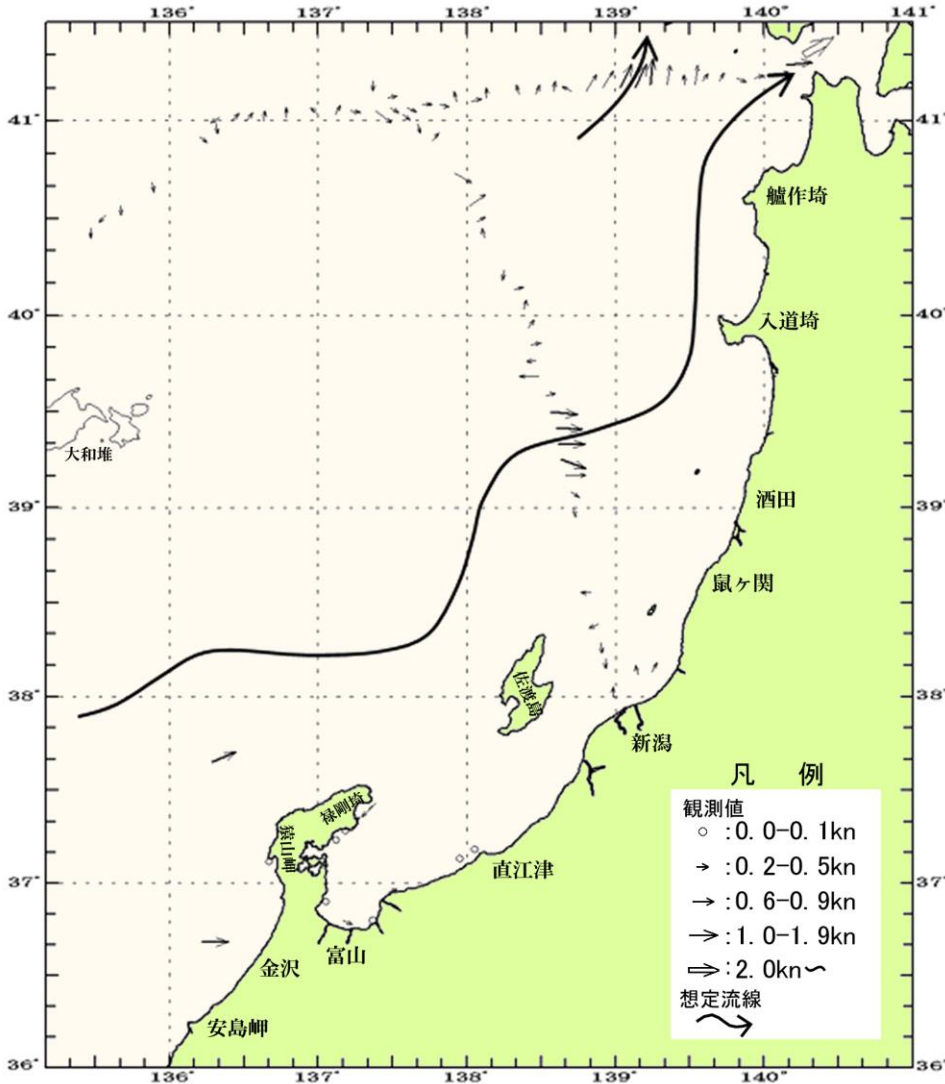 136° 137° 138° 139° 140° 141°
41°
41°
艫作埼
40°
入道埼
40°
大和堆
39°
酒田
39°
鼠ヶ関
38°
佐渡島
38°
新潟
禄剛埼
猿山岬
37°
直江津
37°
富山
金沢
安島岬
36°
36°
136° 137° 138° 139° 140°
凡 例
観測値
○ :0.0-0.1kn
→ :0.2-0.5kn
→ :0.6-0.9kn
→ :1.0-1.9kn
⇒ :2.0kn~
想定流線